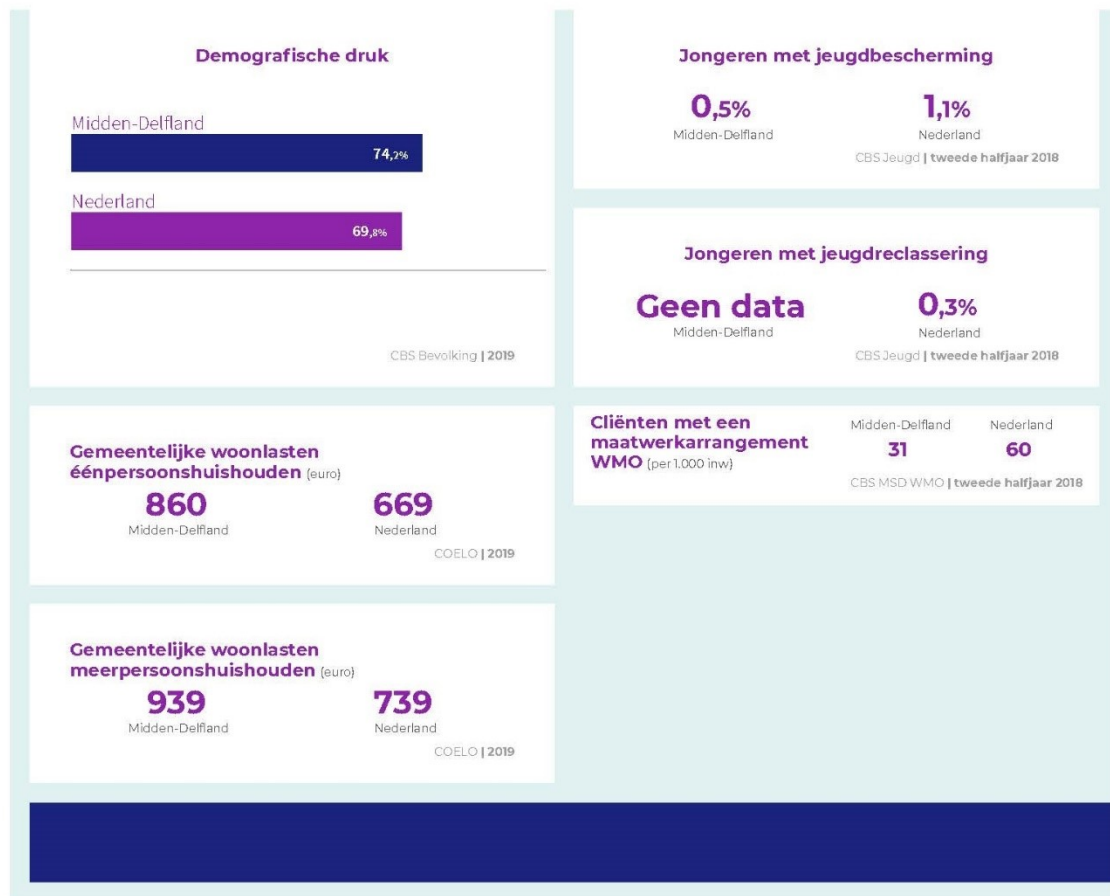 Demografische druk
Midden-Delfland
74,2%
Nederland
69,8%
CBS Bevolking | 2019
Gemeentelijke woonlasten
éénpersoonshuishouden (euro)
860 669
Midden-Delfland Nederland
COELO | 2019
Gemeentelijke woonlasten
meerpersoonshuishouden (euro)
939 739
Midden-Delfland Nederland
COELO | 2019
Jongeren met jeugdbescherming
0,5% 1,1%
Midden-Delfland Nederland
CBS Jeugd | tweede halfjaar 2018
Jongeren met jeugdreclassering
Geen data 0,3%
Midden-Delfland Nederland
CBS Jeugd | tweede halfjaar 2018
Cliënten met een
maatwerkarrangement
WMO (per 1.000 inw)
Midden-Delfland Nederland
31 60
CBS MSD WMO | tweede halfjaar 2018